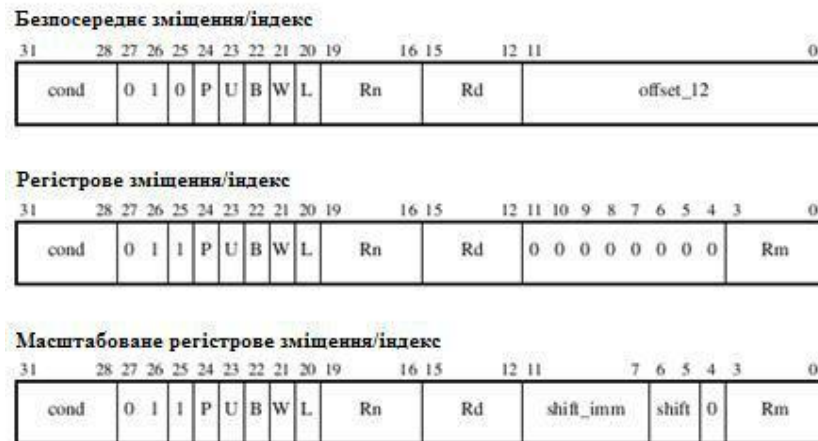 Безпосереднє зміщення/індекс
31 28 27 26 25 24 23 22 21 20 19 16 15 12 11 0
cond 0 1 0 P U B W L Rn Rd offset_12
Регістрове зміщення/індекс
31 28 27 26 25 24 23 22 21 20 19 16 15 12 11 10 9 8 7 6 5 4 3 0
cond 0 1 1 P U B W L Rn Rd 0 0 0 0 0 0 0 0 Rm
Масштабоване регістрове зміщення/індекс
31 28 27 26 25 24 23 22 21 20 19 16 15 12 11 7 6 5 4 3 0
cond 0 1 1 P U B W L Rn Rd shift_imm shift 0 Rm